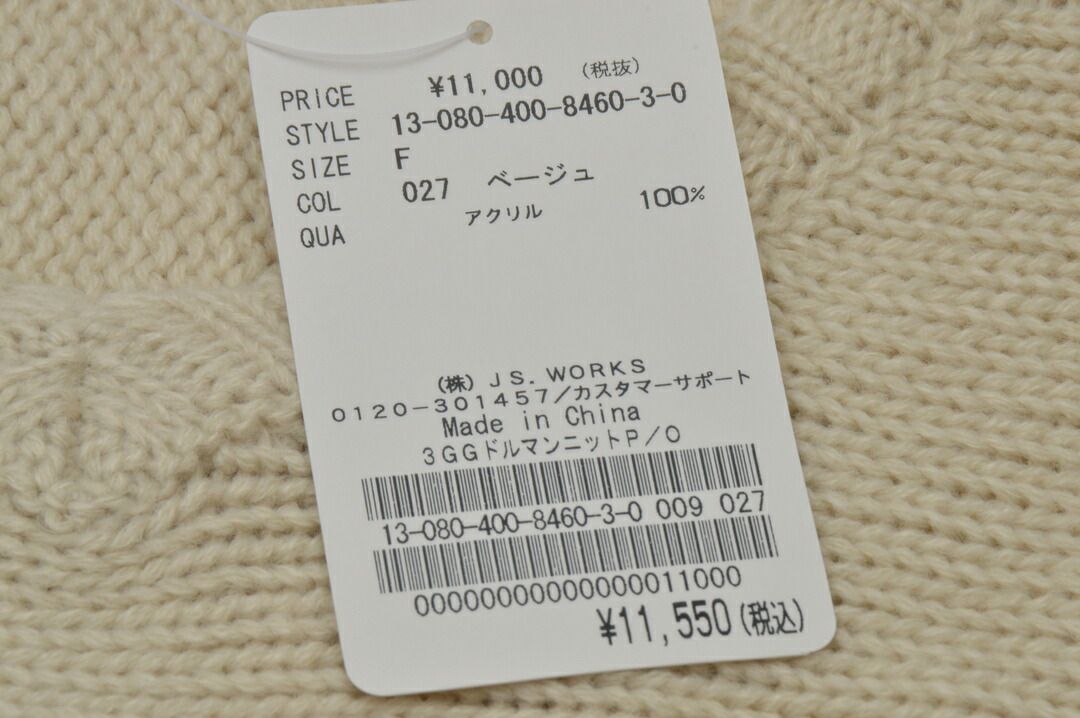 PRICE ¥11,000 (税抜)
STYLE 13-080-400-8460-3-0
SIZE F
COL 027 ベージュ
QUA アクリル 100%
(株)JS.WORKS
0120-301457/カスタマーサポート
Made in China
3GGドルマンニットP/O
13-080-400-8460-3-0 009 027
00000000000000011000
¥11,550(税込)